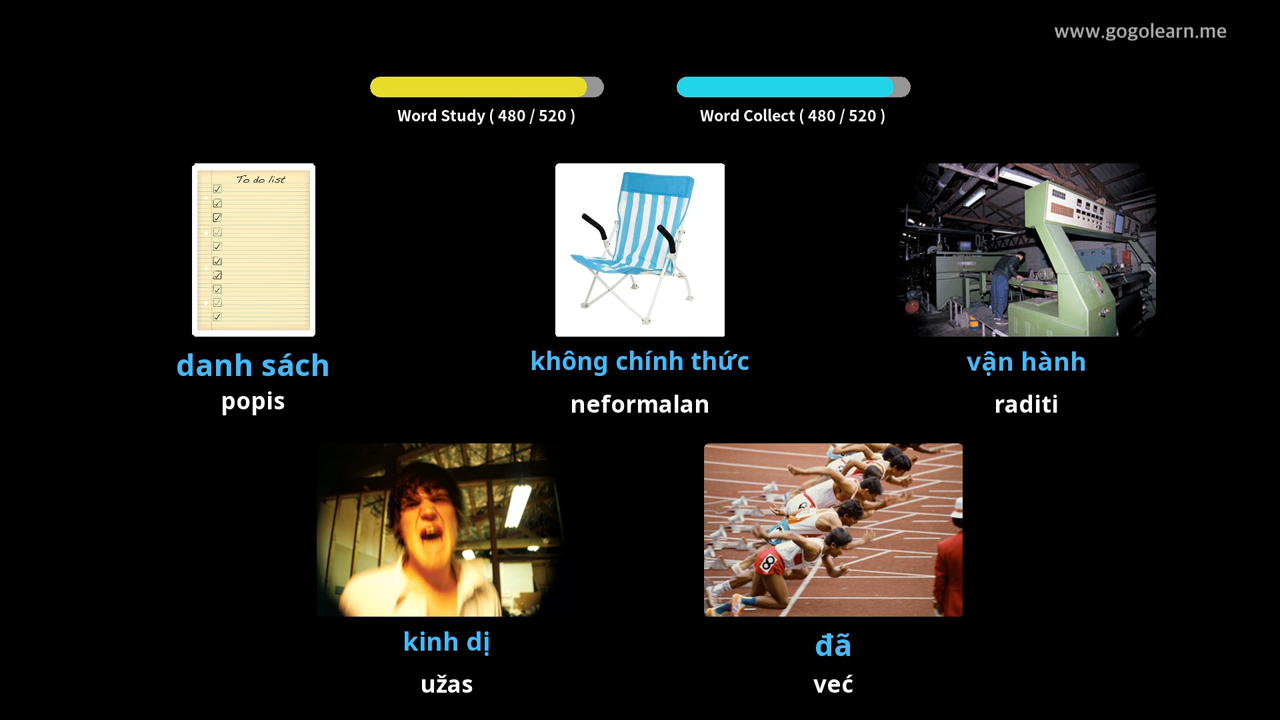 www.gogolearn.me
Word Study ( 480 / 520 )
Word Collect ( 480 / 520 )
To do list
danh sách
popis
không chính thức
neformalan
vận hành
raditi
8
kinh dị
užas
đã
već